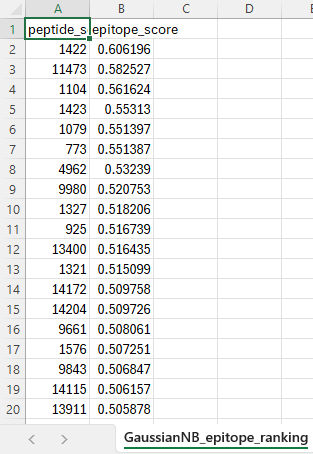 A B C D
1 peptide_s epitope_score
2 1422 0.606196
3 11473 0.582527
4 1104 0.561624
5 1423 0.55313
6 1079 0.551397
7 773 0.551387
8 4962 0.53239
9 9980 0.520753
10 1327 0.518206
11 925 0.516739
12 13400 0.516435
13 1321 0.515099
14 14172 0.509758
15 14204 0.509726
16 9661 0.508061
17 1576 0.507251
18 9843 0.506847
19 14115 0.506157
20 13911 0.505878
GaussianNB_epitope_ranking